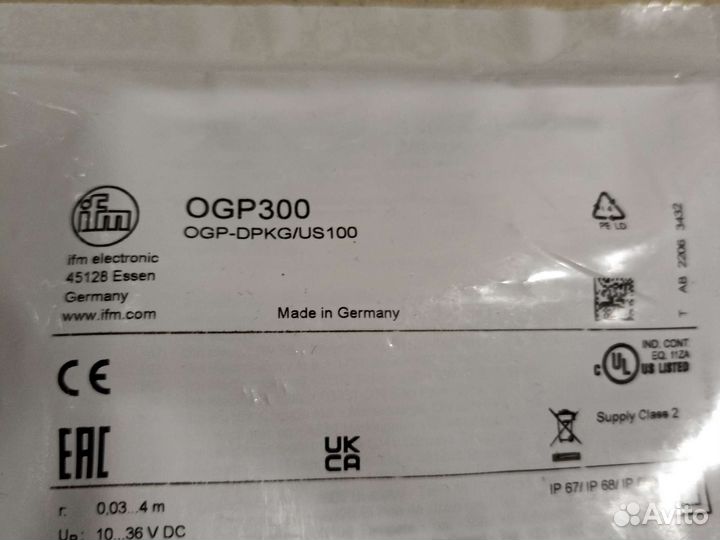 ifm
OGP300
OGP-DPKG/US100
ifm electronic
45128 Essen
Germany
www.ifm.com
Made in Germany
PE LD
T AB 2206 3432
CE
C UL US LISTED
IND. CONT.
EQ. 11ZA
EAC
UK
CA
Supply Class 2
IP 67/ IP 68/ IP
r: 0,03...4 m
10...36 V DC
Avito